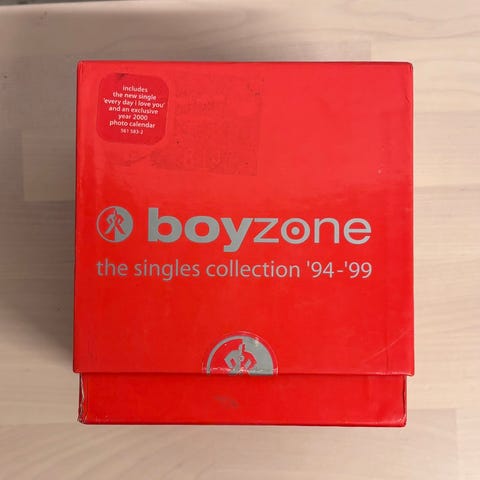 includes
the new single
'every day i love you'
and an exclusive
year 2000
photo calendar
561 583-2
boyzone
the singles collection '94-'99